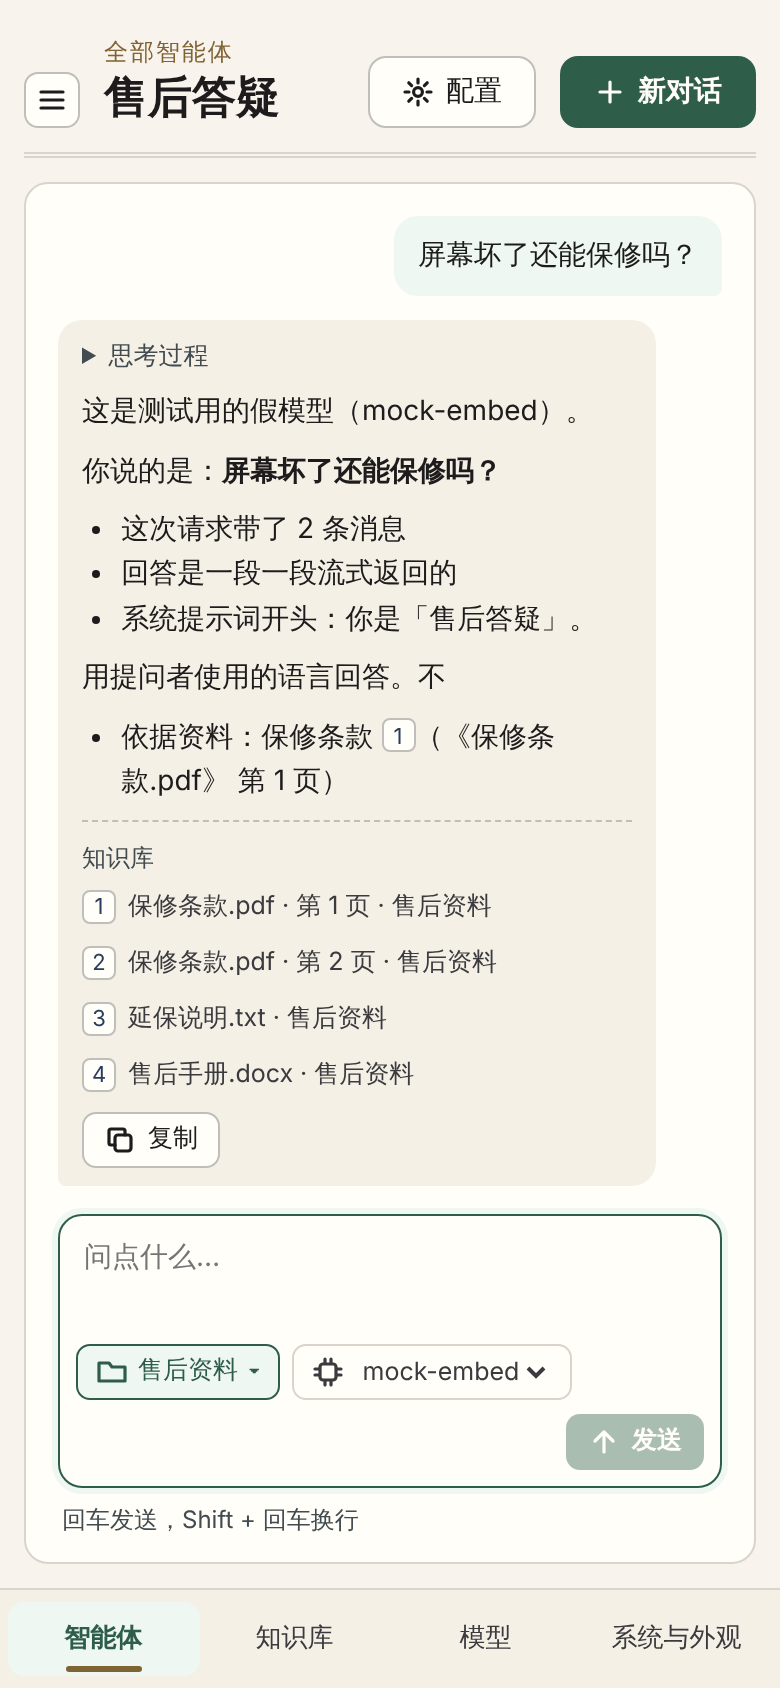 全部智能体
售后答疑
配置
新对话
屏幕坏了还能保修吗？
思考过程
这是测试用的假模型（mock-embed）。
你说的是：屏幕坏了还能保修吗？
• 这次请求带了 2 条消息
• 回答是一段一段流式返回的
• 系统提示词开头：你是「售后答疑」。
用提问者使用的语言回答。不
• 依据资料：保修条款 1（《保修条
款.pdf》 第 1 页）
知识库
1 保修条款.pdf · 第 1 页 · 售后资料
2 保修条款.pdf · 第 2 页 · 售后资料
3 延保说明.txt · 售后资料
4 售后手册.docx · 售后资料
复制
问点什么...
售后资料
mock-embed
发送
回车发送，Shift + 回车换行
智能体
知识库
模型
系统与外观